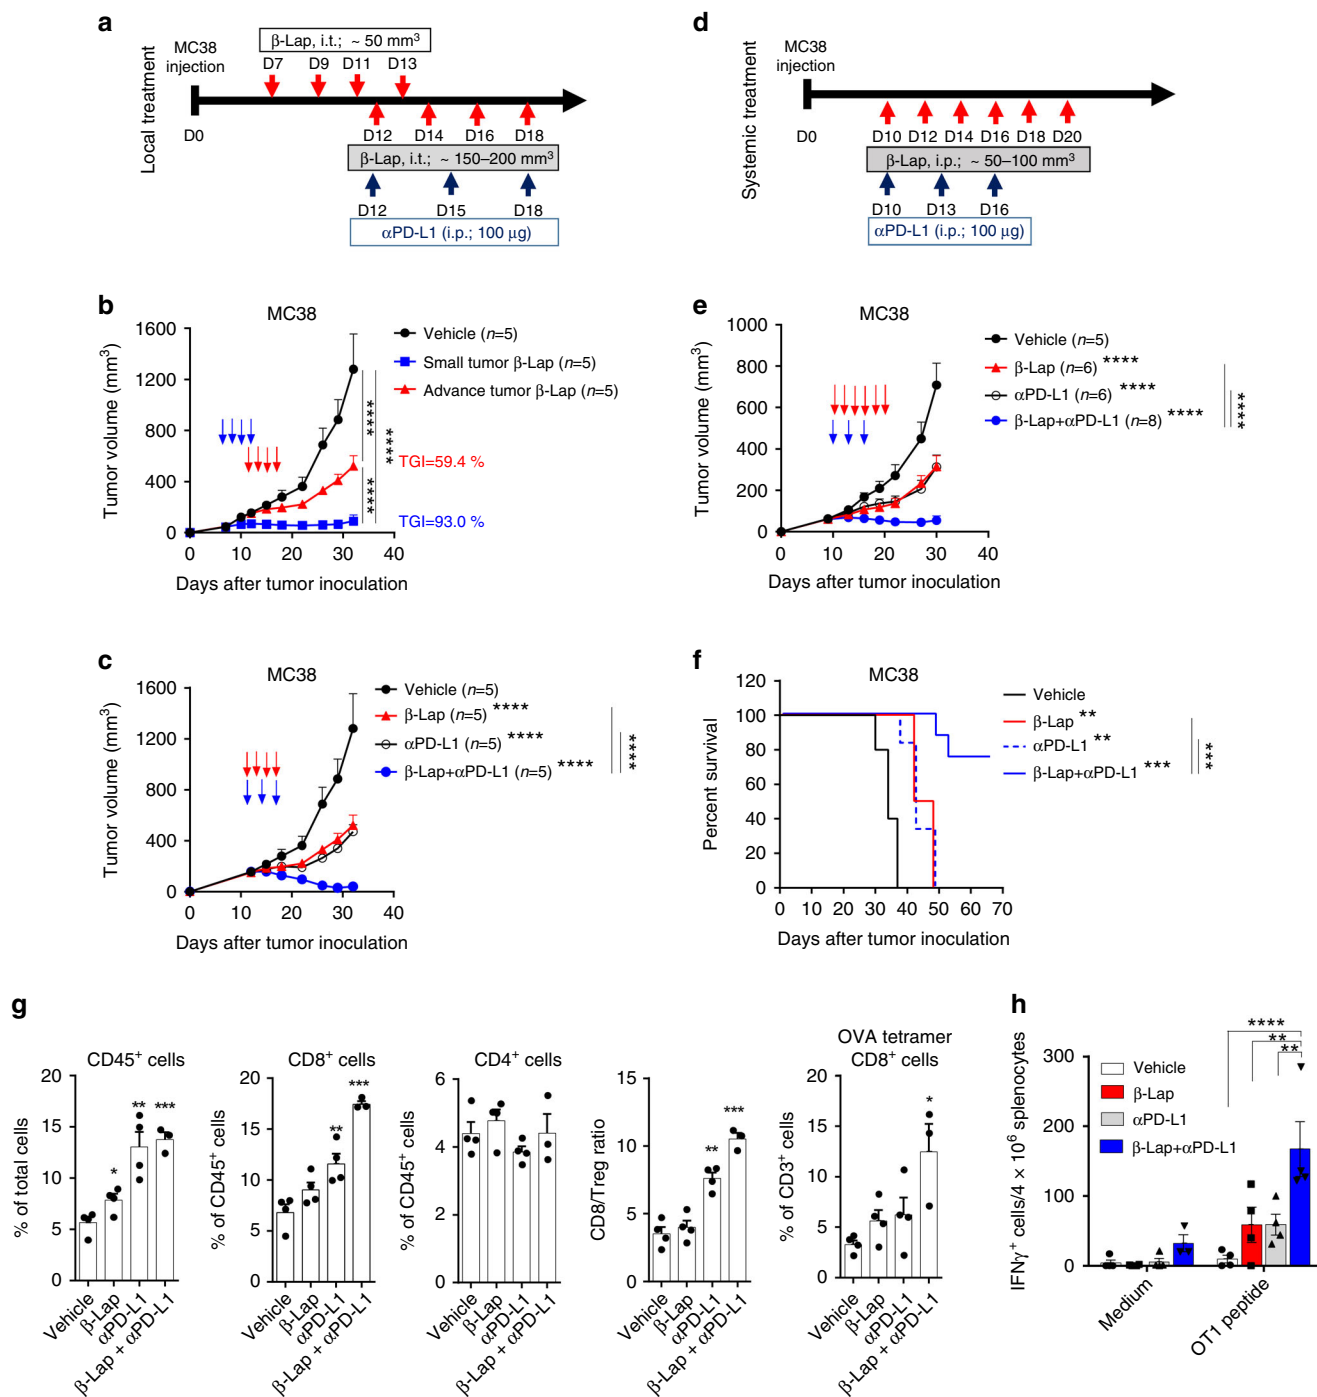 a
Local treatment
MC38
injection
β-Lap, i.t.; ~ 50 mm³
D7 D9 D11 D13
D0
D12 D14 D16 D18
β-Lap, i.t.; ~ 150–200 mm³
D12 D15 D18
αPD-L1 (i.p.; 100 μg)
d
Systemic treatment
MC38
injection
D0
D10 D12 D14 D16 D18 D20
β-Lap, i.p.; ~ 50–100 mm³
D10 D13 D16
αPD-L1 (i.p.; 100 μg)
b
MC38
Tumor volume (mm³)
1600
1200
800
400
0
0 10 20 30 40
Days after tumor inoculation
Vehicle (n=5)
Small tumor β-Lap (n=5)
Advance tumor β-Lap (n=5)
****
****
****
TGI=59.4 %
TGI=93.0 %
e
MC38
Tumor volume (mm³)
1000
800
600
400
200
0
0 10 20 30 40
Days after tumor inoculation
Vehicle (n=5)
β-Lap (n=6) ****
αPD-L1 (n=6) ****
β-Lap+αPD-L1 (n=8) ****
****
c
MC38
Tumor volume (mm³)
1600
1200
800
400
0
0 10 20 30 40
Days after tumor inoculation
Vehicle (n=5)
β-Lap (n=5) ****
αPD-L1 (n=5) ****
β-Lap+αPD-L1 (n=5) ****
****
f
MC38
Percent survival
120
100
80
60
40
20
0
0 10 20 30 40 50 60 70
Days after tumor inoculation
Vehicle
β-Lap **
αPD-L1 **
β-Lap+αPD-L1 ***
***
g
CD45⁺ cells
% of total cells
20
15
10
5
0
* ** ***
Vehicle
β-Lap
αPD-L1
β-Lap + αPD-L1
CD8⁺ cells
% of CD45⁺ cells
20
15
10
5
0
** ***
Vehicle
β-Lap
αPD-L1
β-Lap + αPD-L1
CD4⁺ cells
% of CD45⁺ cells
6
4
2
0
Vehicle
β-Lap
αPD-L1
β-Lap + αPD-L1
CD8/Treg ratio
15
10
5
0
** ***
Vehicle
β-Lap
αPD-L1
β-Lap + αPD-L1
OVA tetramer
CD8⁺ cells
% of CD3⁺ cells
20
15
10
5
0
*
Vehicle
β-Lap
αPD-L1
β-Lap + αPD-L1
h
IFNγ⁺ cells/4 × 10⁶ splenocytes
300
200
100
0
Vehicle
β-Lap
αPD-L1
β-Lap+αPD-L1
****
**
**
Medium
OT1 peptide